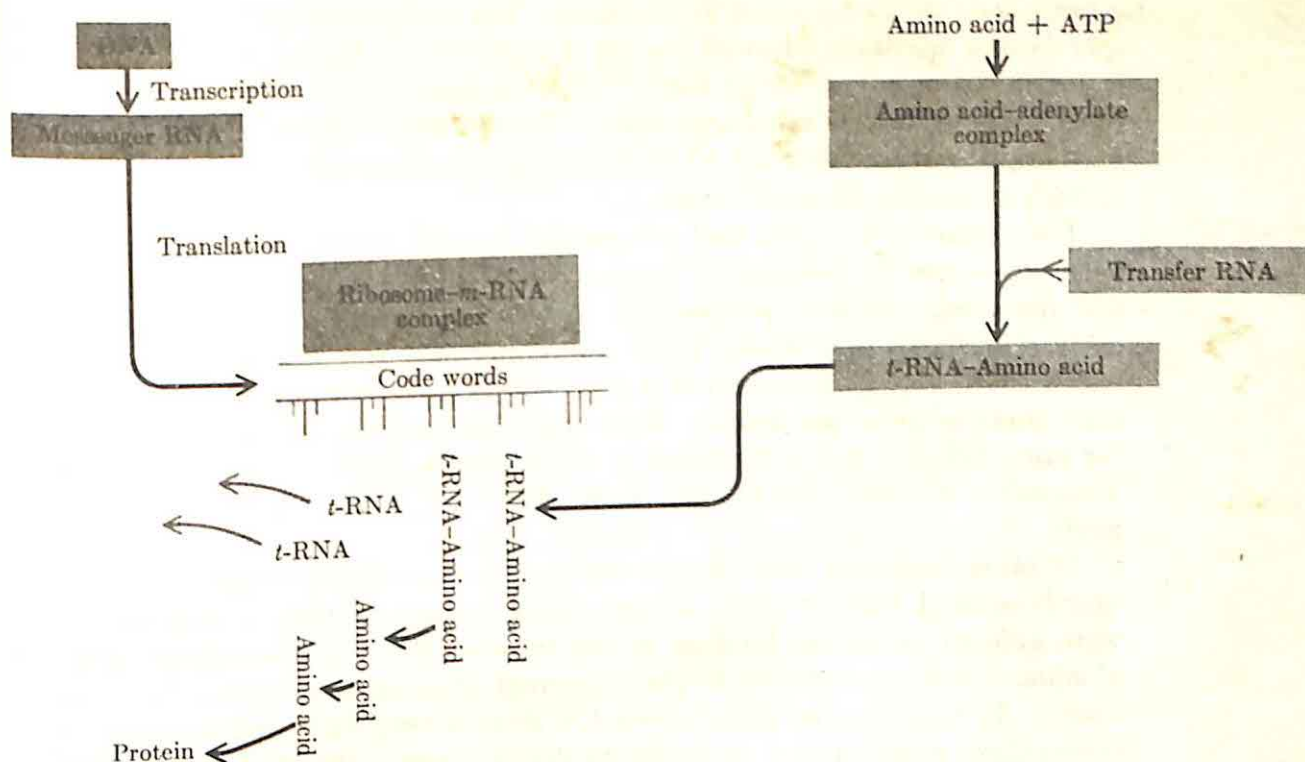 DNA
Transcription
Messenger RNA
Translation
Ribosome–m-RNA
complex
Code words
t-RNA
t-RNA
t-RNA–Amino acid
t-RNA–Amino acid
Amino acid
Amino acid
Protein
Amino acid + ATP
Amino acid–adenylate
complex
Transfer RNA
t-RNA–Amino acid